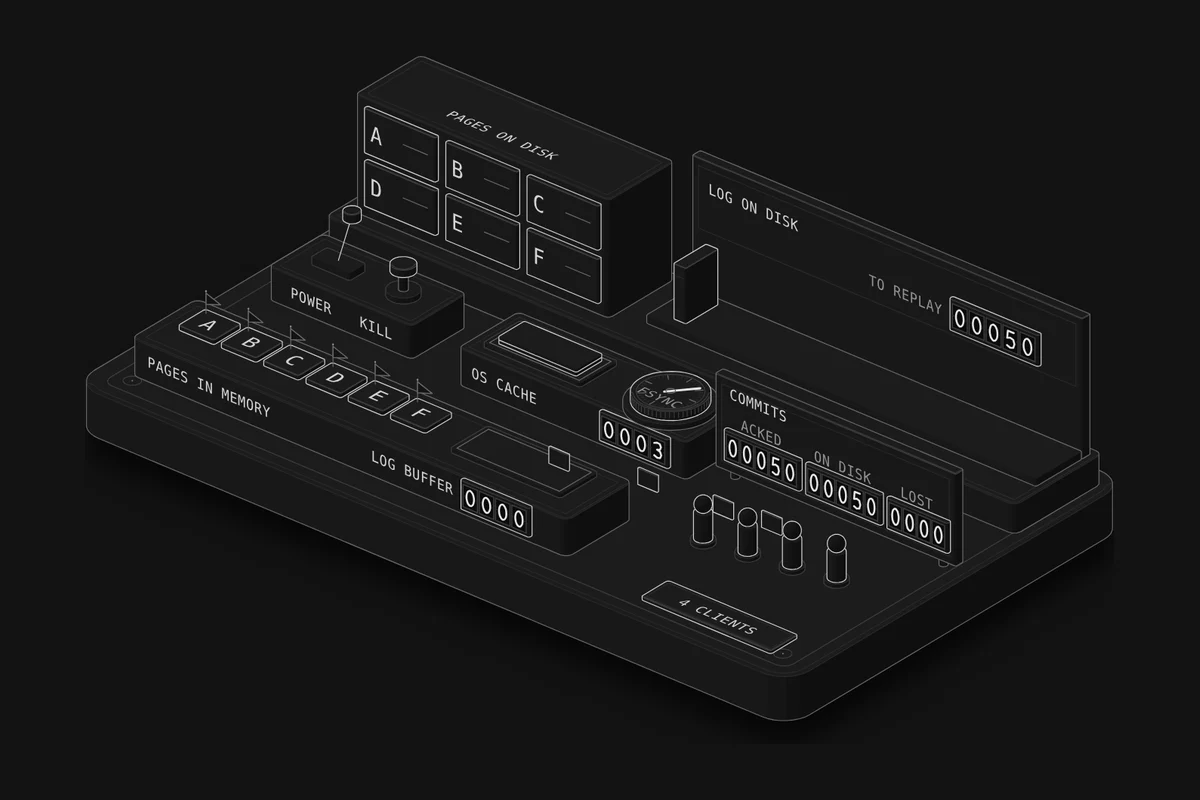 PAGES ON DISK
A
B
C
D
E
F
LOG ON DISK
TO REPLAY
00050
POWER
KILL
A
B
C
D
E
F
PAGES IN MEMORY
OS CACHE
FSYNC
0003
LOG BUFFER
0000
COMMITS
ACKED
00050
ON DISK
00050
LOST
0000
4 CLIENTS